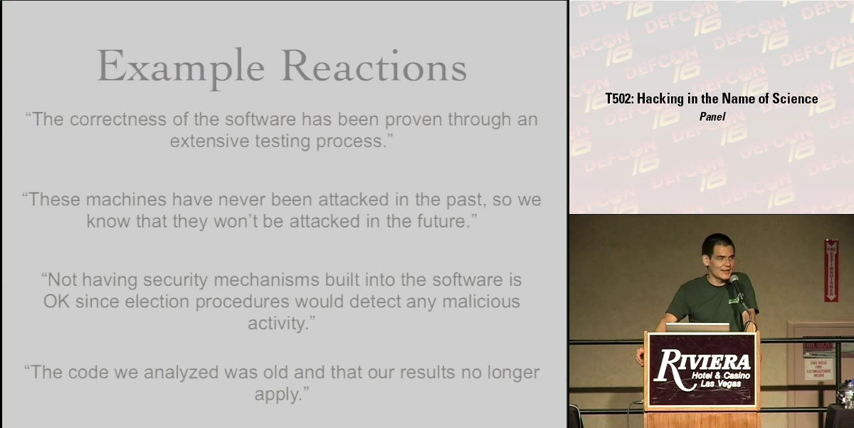 Example Reactions
“The correctness of the software has been proven through an
extensive testing process.”
“These machines have never been attacked in the past, so we
know that they won’t be attacked in the future.”
“Not having security mechanisms built into the software is
OK since election procedures would detect any malicious
activity.”
“The code we analyzed was old and that our results no longer
apply.”
DEFCON
16
T502: Hacking in the Name of Science
Panel
RIVIERA
Hotel & Casino
Las Vegas